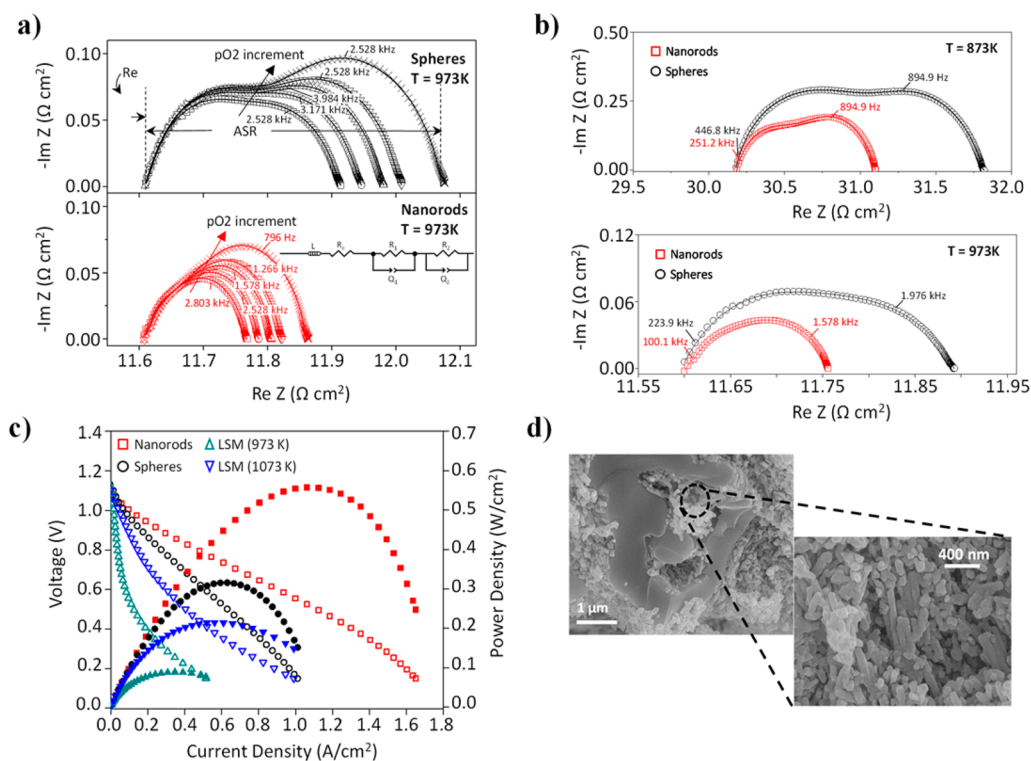 a)
0.10
0.05
0.00
-Im Z (Ω cm²)
Re
pO2 increment
2.528 kHz
Spheres
T = 973K
2.528 kHz
3.984 kHz
3.171 kHz
2.528 kHz
ASR
0.10
0.05
0.00
-Im Z (Ω cm²)
pO2 increment
Nanorods
T = 973K
796 Hz
1.266 kHz
1.578 kHz
2.803 kHz
2.528 kHz
L
R₁
Q₁
R₂
Q₂
11.6 11.7 11.8 11.9 12.0 12.1
Re Z (Ω cm²)
b)
0.50
0.25
0.00
-Im Z (Ω cm²)
Nanorods
Spheres
T = 873K
894.9 Hz
894.9 Hz
446.8 kHz
251.2 kHz
29.5 30.0 30.5 31.0 31.5 32.0
Re Z (Ω cm²)
0.12
0.06
0.00
-Im Z (Ω cm²)
Nanorods
Spheres
T = 973K
1.976 kHz
223.9 kHz
100.1 kHz
1.578 kHz
11.55 11.65 11.75 11.85 11.95
Re Z (Ω cm²)
c)
1.4
1.2
1.0
0.8
0.6
0.4
0.2
0.0
Voltage (V)
Nanorods
LSM (973 K)
Spheres
LSM (1073 K)
0.7
0.6
0.5
0.4
0.3
0.2
0.1
0.0
Power Density (W/cm²)
0.0 0.2 0.4 0.6 0.8 1.0 1.2 1.4 1.6 1.8
Current Density (A/cm²)
d)
1 μm
400 nm